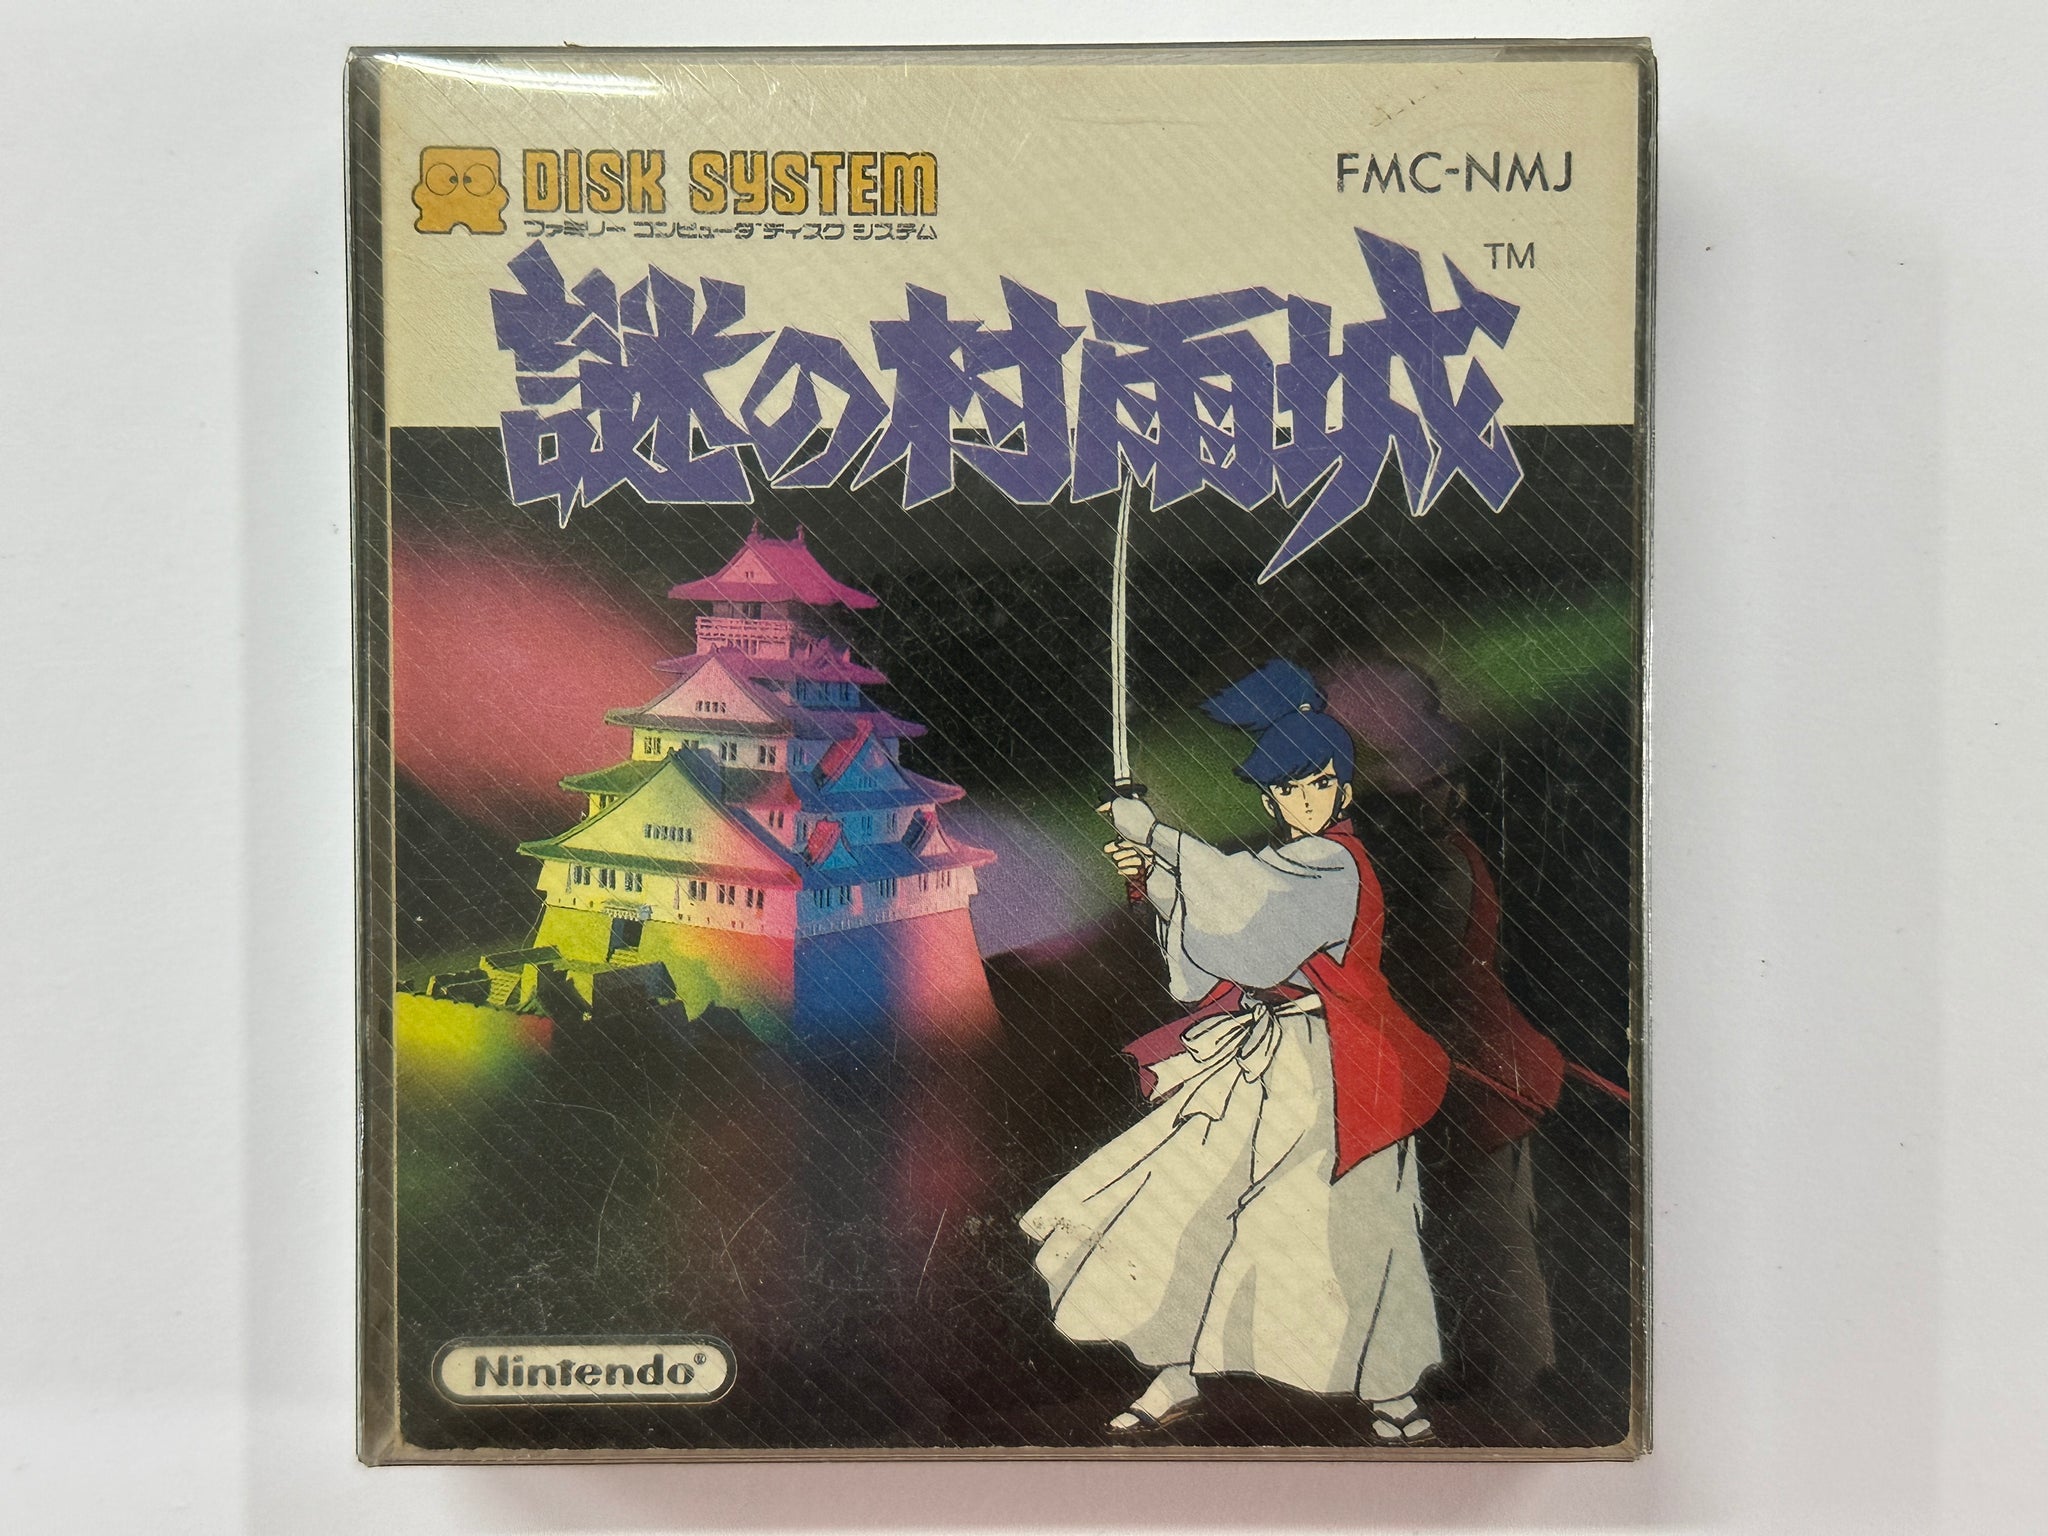 DISK SYSTEM
ファミリー コンピュータ ディスク システム
FMC-NMJ
謎の村雨城 TM
Nintendo®